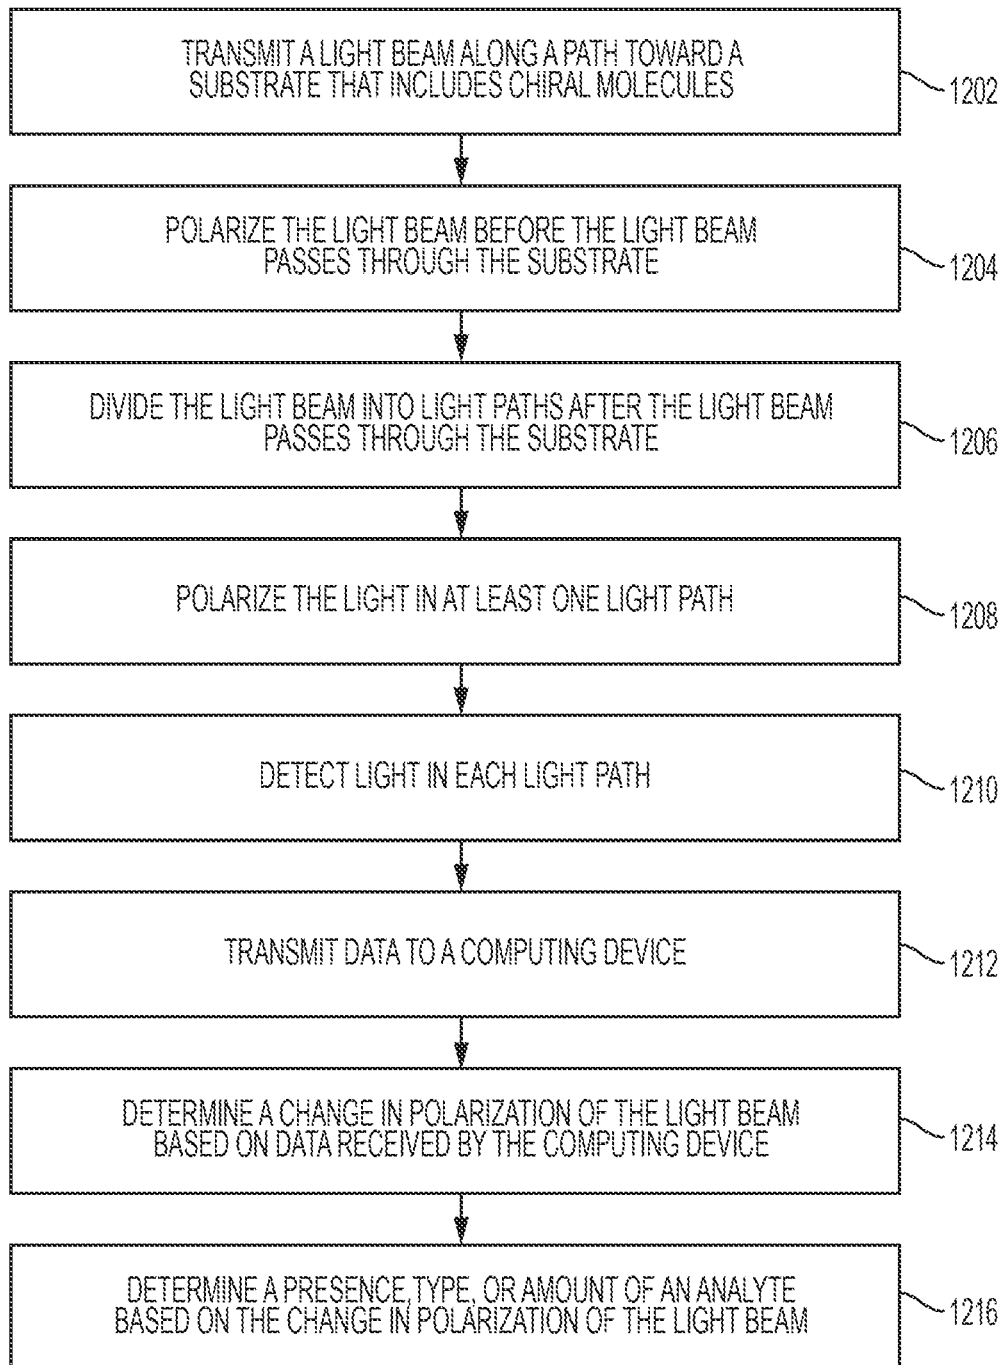 TRANSMIT A LIGHT BEAM ALONG A PATH TOWARD A
SUBSTRATE THAT INCLUDES CHIRAL MOLECULES
1202
POLARIZE THE LIGHT BEAM BEFORE THE LIGHT BEAM
PASSES THROUGH THE SUBSTRATE
1204
DIVIDE THE LIGHT BEAM INTO LIGHT PATHS AFTER THE LIGHT BEAM
PASSES THROUGH THE SUBSTRATE
1206
POLARIZE THE LIGHT IN AT LEAST ONE LIGHT PATH
1208
DETECT LIGHT IN EACH LIGHT PATH
1210
TRANSMIT DATA TO A COMPUTING DEVICE
1212
DETERMINE A CHANGE IN POLARIZATION OF THE LIGHT BEAM
BASED ON DATA RECEIVED BY THE COMPUTING DEVICE
1214
DETERMINE A PRESENCE, TYPE, OR AMOUNT OF AN ANALYTE
BASED ON THE CHANGE IN POLARIZATION OF THE LIGHT BEAM
1216